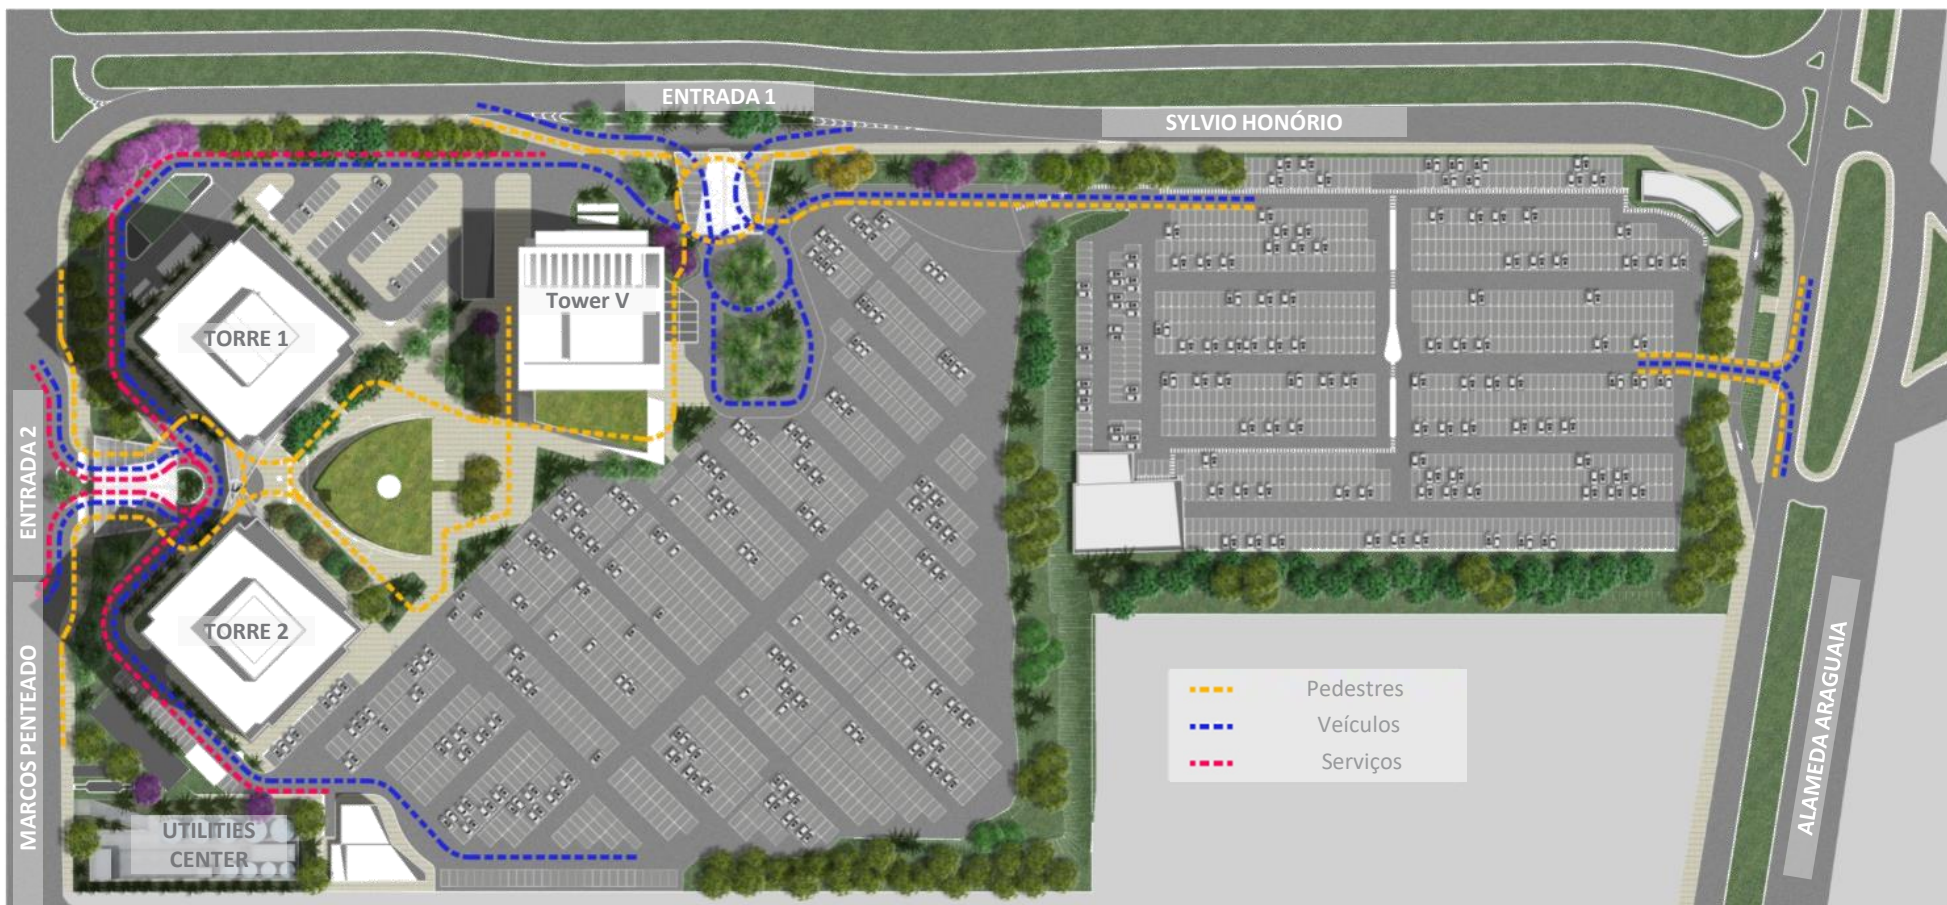 ENTRADA 1
SYLVIO HONÓRIO
Tower V
TORRE 1
ENTRADA 2
TORRE 2
MARCOS PENTEADO
Pedestres
Veículos
Serviços
ALAMEDA ARAGUAIA
UTILITIES
CENTER